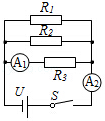 R₁
R₂
A₁ R₃
A₂
U S